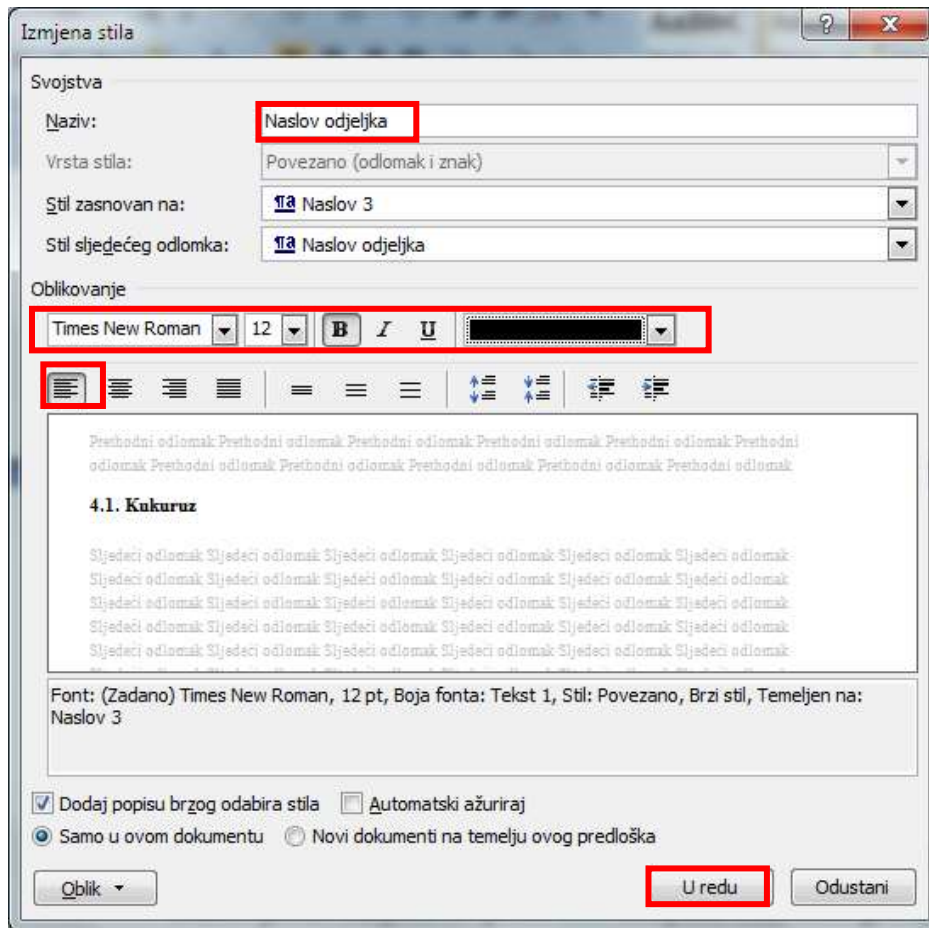 Izmjena stila
Svojstva
Naziv: Naslov odjeljka
Vrsta stila: Povezano (odlomak i znak)
Stil zasnovan na: ¶a Naslov 3
Stil sljedećeg odlomka: ¶a Naslov odjeljka
Oblikovanje
Times New Roman 12 B I U
Prethodni odlomak Prethodni odlomak Prethodni odlomak Prethodni odlomak Prethodni odlomak Prethodni
odlomak Prethodni odlomak Prethodni odlomak Prethodni odlomak Prethodni odlomak Prethodni odlomak
4.1. Kukuruz
Sljedeći odlomak Sljedeći odlomak Sljedeći odlomak Sljedeći odlomak Sljedeći odlomak Sljedeći odlomak
Sljedeći odlomak Sljedeći odlomak Sljedeći odlomak Sljedeći odlomak Sljedeći odlomak Sljedeći odlomak
Sljedeći odlomak Sljedeći odlomak Sljedeći odlomak Sljedeći odlomak Sljedeći odlomak Sljedeći odlomak
Sljedeći odlomak Sljedeći odlomak Sljedeći odlomak Sljedeći odlomak Sljedeći odlomak Sljedeći odlomak
Sljedeći odlomak Sljedeći odlomak Sljedeći odlomak Sljedeći odlomak Sljedeći odlomak Sljedeći odlomak
Font: (Zadano) Times New Roman, 12 pt, Boja fonta: Tekst 1, Stil: Povezano, Brzi stil, Temeljen na:
Naslov 3
Dodaj popisu brzog odabira stila Automatski ažuriraj
Samo u ovom dokumentu Novi dokumenti na temelju ovog predloška
Oblik U redu Odustani